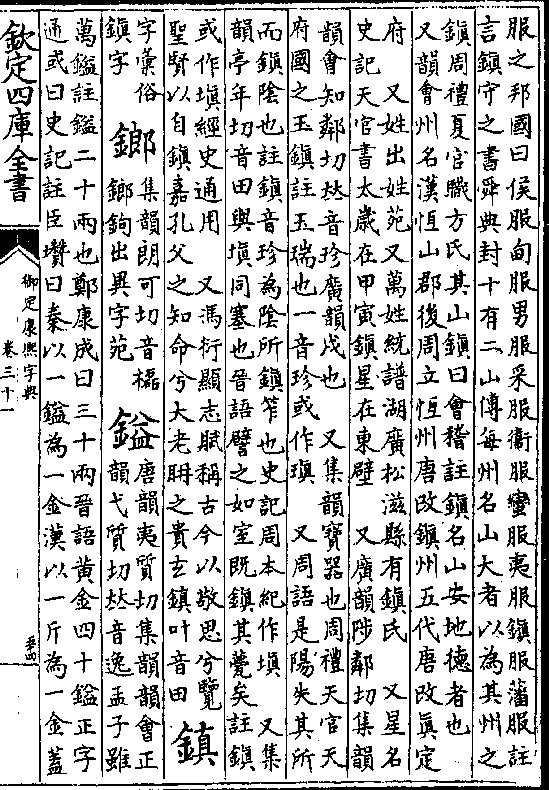 服之邦國曰侯服甸服男服采服衞服蠻服夷服鎮服藩服註
言鎮守之書舜典封十有二山傳每州名山大者以為其州之
鎮周禮夏官職方氏其山鎮曰會稽註鎮名山安地德者也
又韻會州名漢恆山郡後周立恆州唐改鎮州五代唐改眞定
府 又姓出姓苑又萬姓統譜湖廣松滋縣有鎮氏 又星名
史記天官書太歲在甲寅鎮星在東壁 又廣韻陟鄰切集韻
韻會知鄰切𠀤音珍廣韻戍也 又集韻寶器也周禮天官天
府國之玉鎮註玉瑞也一音珍或作瑱 又周語是陽失其所
而鎮陰也註鎮音珍為陰所鎮笮也史記周本紀作填 又集
韻亭年切音田與塡同塞也晉語譬之如室既鎮其甍矣註鎮
或作塡經史通用 又馮衍顯志賦稱古今以敬思兮覽
聖賢以自鎮嘉孔父之知命兮大老聃之貴玄鎮叶音田 鎮
字彙俗
鎮字 鎯 集韻朗可切音樏
鎯鉤出異字苑 鎰 唐韻夷質切集韻韻會正
韻弋質切𠀤音逸孟子雖
萬鎰註鎰二十兩也鄭康成曰三十兩晉語黃金四十鎰正字
通或曰史記註臣瓚曰秦以一鎰為一金漢以一斤為一金蓋
欽定四庫全書
御定康熙字典
卷三十一